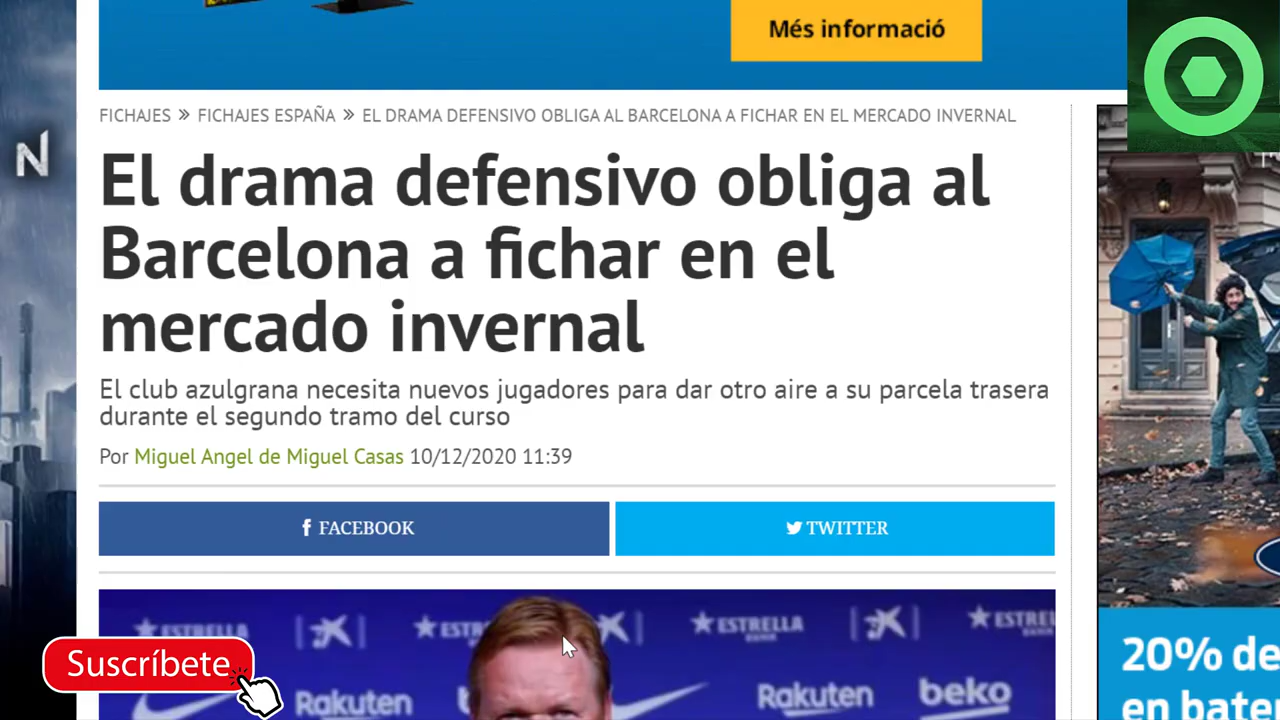 Més informació
FICHAJES » FICHAJES ESPAÑA » EL DRAMA DEFENSIVO OBLIGA AL BARCELONA A FICHAR EN EL MERCADO INVERNAL
N
El drama defensivo obliga al
Barcelona a fichar en el
mercado invernal
El club azulgrana necesita nuevos jugadores para dar otro aire a su parcela trasera
durante el segundo tramo del curso
Por Miguel Angel de Miguel Casas 10/12/2020 11:39
f FACEBOOK
TWITTER
ESTRELLA
ESTRELLA
Suscríbete
Rakuten
Rakuten
beko
20% de
en bater